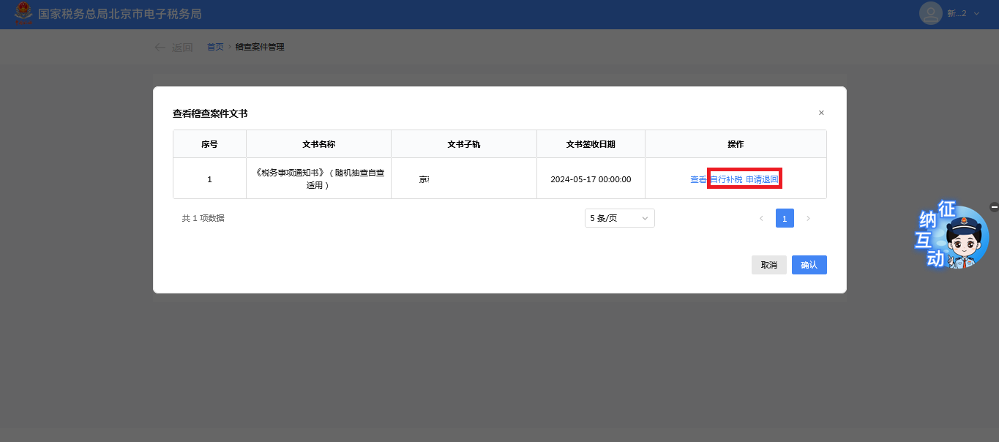 国家税务总局北京市电子税务局
新...2
返回 首页 › 稽查案件管理
查看稽查案件文书
×
序号 文书名称 文书子轨 文书签收日期 操作
1 《税务事项通知书》（随机抽查自查 京 2024-05-17 00:00:00 查看 自行补税 申请退回
适用）
共 1 项数据 5 条/页 ‹ 1 ›
取消 确认
征
纳
互
动